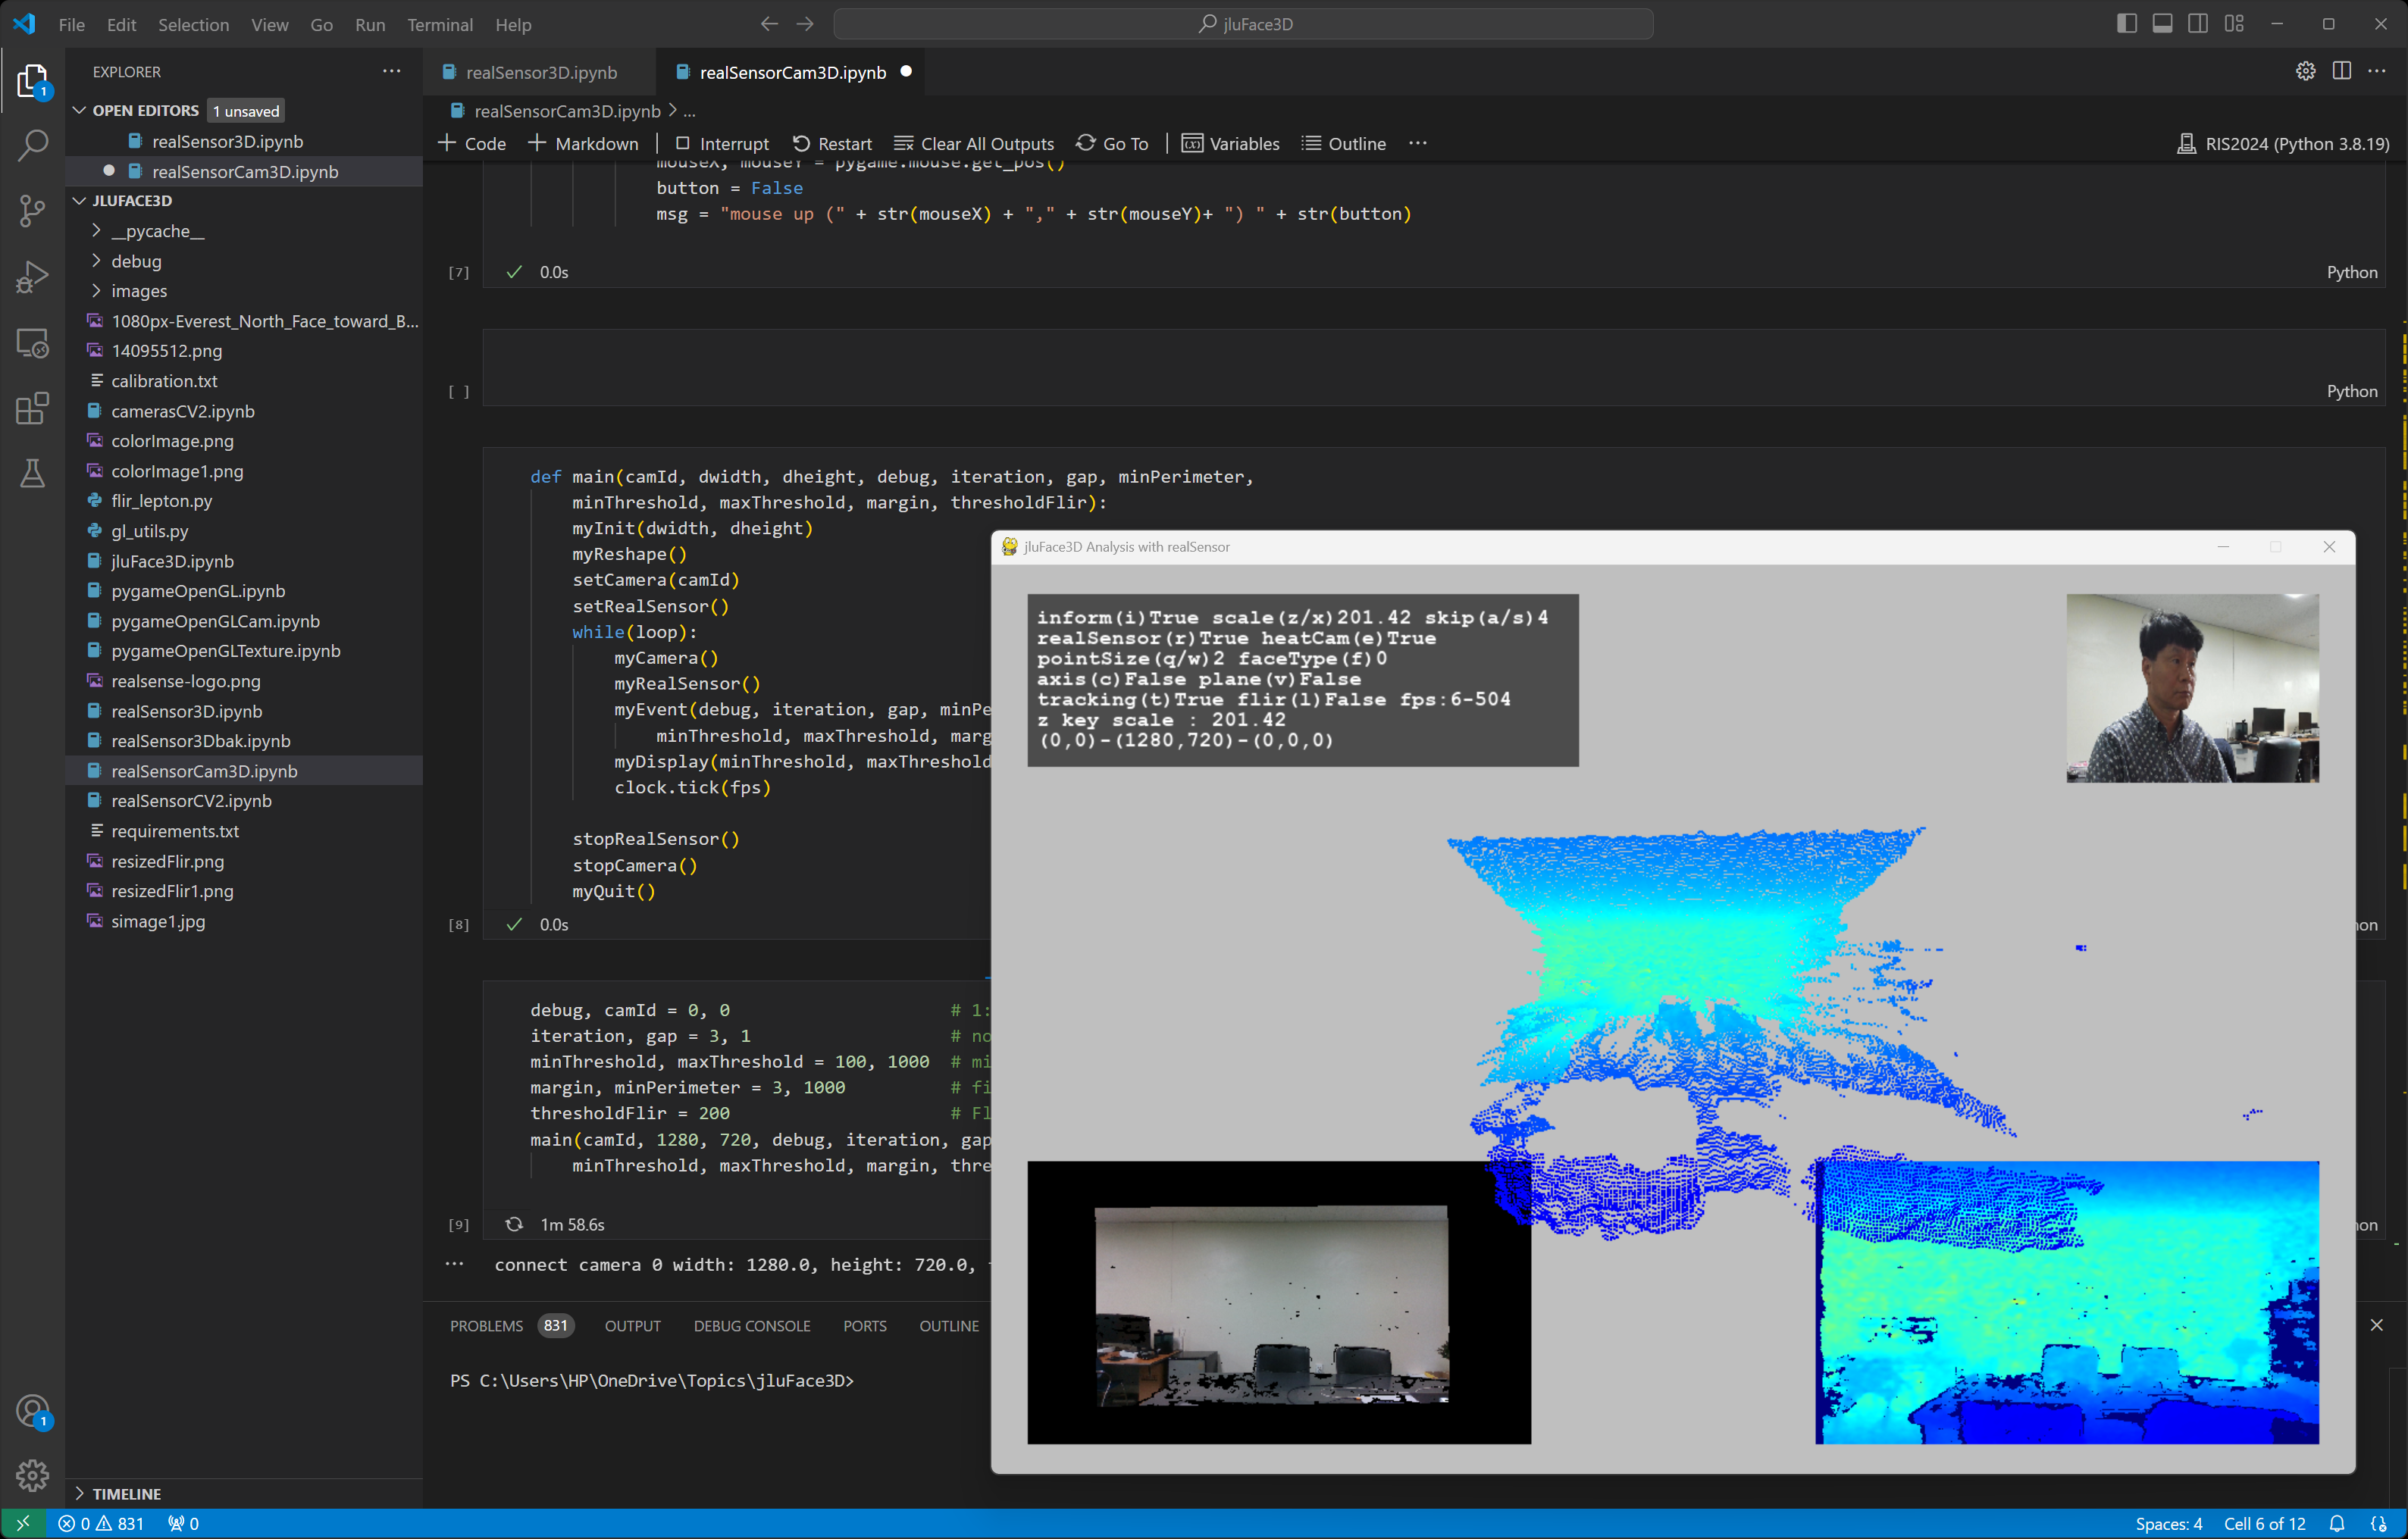 File Edit Selection View Go Run Terminal Help
jluFace3D
EXPLORER
OPEN EDITORS 1 unsaved
realSensor3D.ipynb
realSensorCam3D.ipynb
JLUFACE3D
__pycache__
debug
images
1080px-Everest_North_Face_toward_B...
14095512.png
calibration.txt
camerasCV2.ipynb
colorImage.png
colorImage1.png
flir_lepton.py
gl_utils.py
jluFace3D.ipynb
pygameOpenGL.ipynb
pygameOpenGLCam.ipynb
pygameOpenGLTexture.ipynb
realsense-logo.png
realSensor3D.ipynb
realSensor3Dbak.ipynb
realSensorCam3D.ipynb
realSensorCV2.ipynb
requirements.txt
resizedFlir.png
resizedFlir1.png
simage1.jpg
TIMELINE
1
1
realSensor3D.ipynb realSensorCam3D.ipynb
realSensorCam3D.ipynb > ...
Code Markdown Interrupt Restart Clear All Outputs Go To Variables Outline ...
RIS2024 (Python 3.8.19)
mouseX, mouseY = pygame.mouse.get_pos()
button = False
msg = "mouse up (" + str(mouseX) + "," + str(mouseY)+ ") " + str(button)
[7] 0.0s Python
[ ] Python
def main(camId, dwidth, dheight, debug, iteration, gap, minPerimeter,
minThreshold, maxThreshold, margin, thresholdFlir):
myInit(dwidth, dheight)
myReshape()
setCamera(camId)
setRealSensor()
while(loop):
myCamera()
myRealSensor()
myEvent(debug, iteration, gap, minPe
minThreshold, maxThreshold, marg
myDisplay(minThreshold, maxThreshold
clock.tick(fps)
stopRealSensor()
stopCamera()
myQuit()
[8] 0.0s on
debug, camId = 0, 0 # 1:
iteration, gap = 3, 1 # no
minThreshold, maxThreshold = 100, 1000 # mi
margin, minPerimeter = 3, 1000 # fi
thresholdFlir = 200 # Fl
main(camId, 1280, 720, debug, iteration, gap
minThreshold, maxThreshold, margin, thre
[9] 1m 58.6s on
... connect camera 0 width: 1280.0, height: 720.0,
PROBLEMS 831 OUTPUT DEBUG CONSOLE PORTS OUTLINE
PS C:\Users\HP\OneDrive\Topics\jluFace3D>
jluFace3D Analysis with realSensor
inform(i)True scale(z/x)201.42 skip(a/s)4
realSensor(r)True heatCam(e)True
pointSize(q/w)2 faceType(f)0
axis(c)False plane(v)False
tracking(t)True flir(l)False fps:6-504
z key scale : 201.42
(0,0)-(1280,720)-(0,0,0)
0 831 0 Spaces: 4 Cell 6 of 12